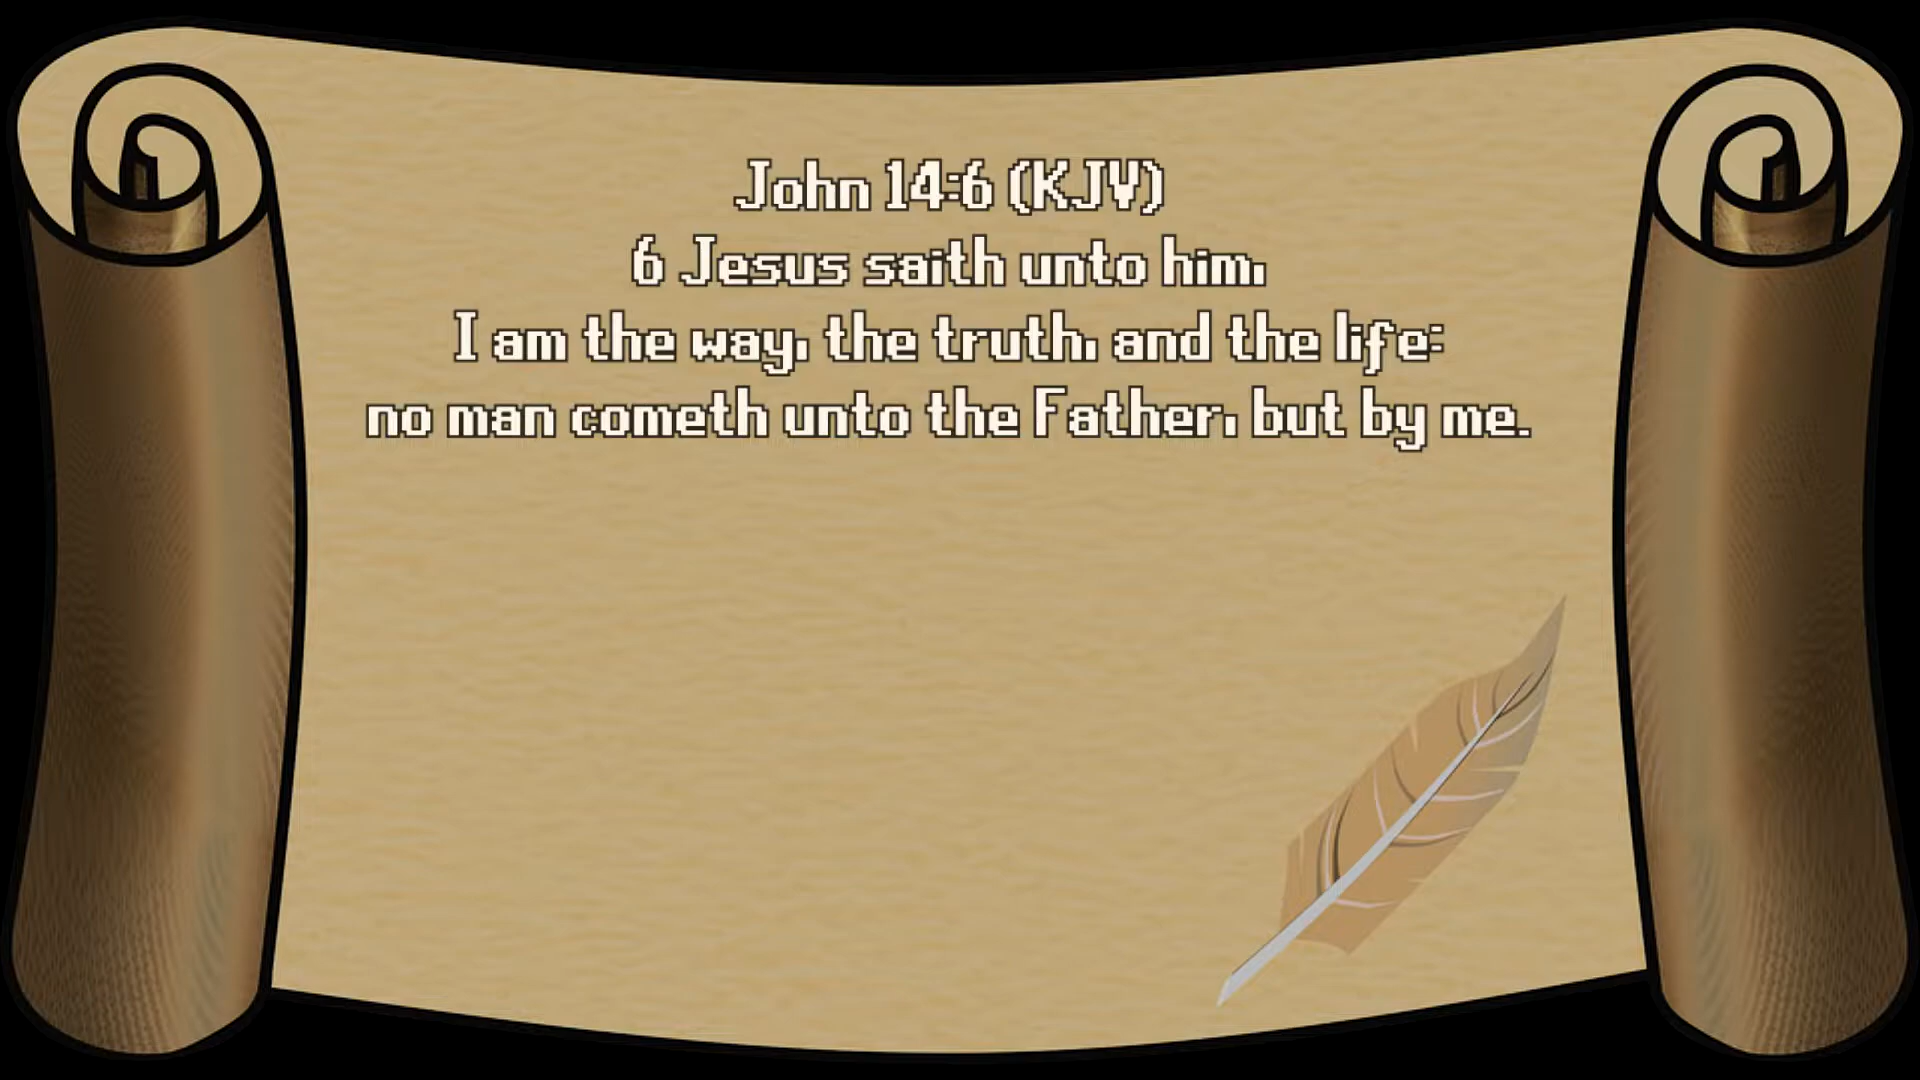 John 14:6 (KJV)
6 Jesus saith unto him,
I am the way, the truth, and the life:
no man cometh unto the Father, but by me.